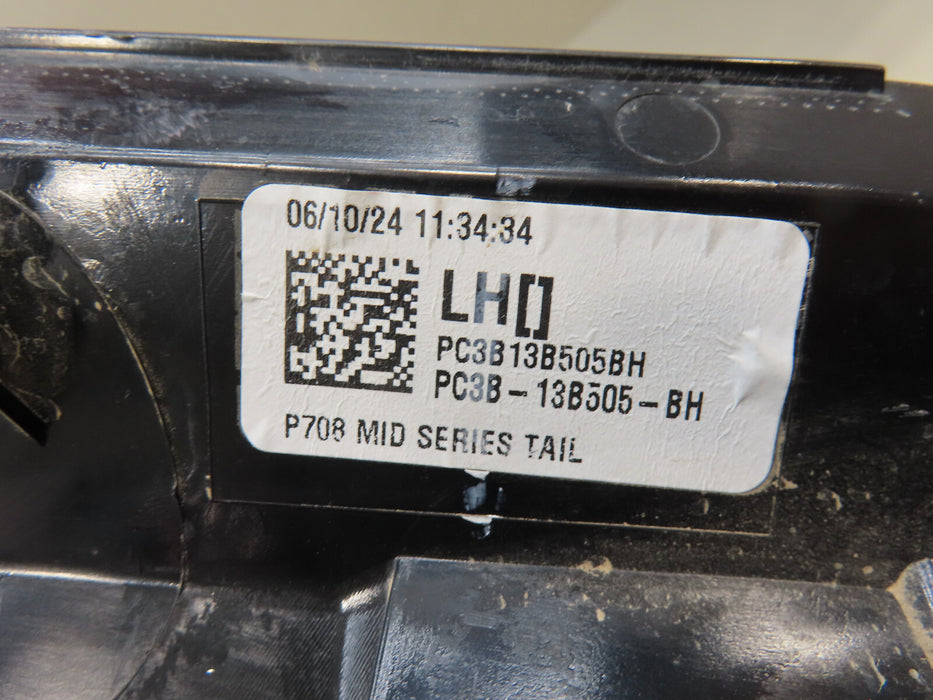 06/10/24 11:34:34
LH[]
PC3B13B505BH
PC3B-13B505-BH
P708 MID SERIES TAIL